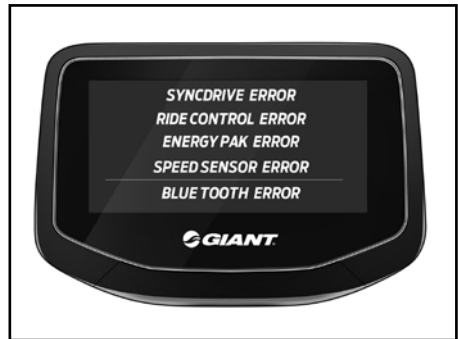 SYNCDRIVE ERROR
RIDE CONTROL ERROR
ENERGY PAK ERROR
SPEED SENSOR ERROR
BLUE TOOTH ERROR
GIANT